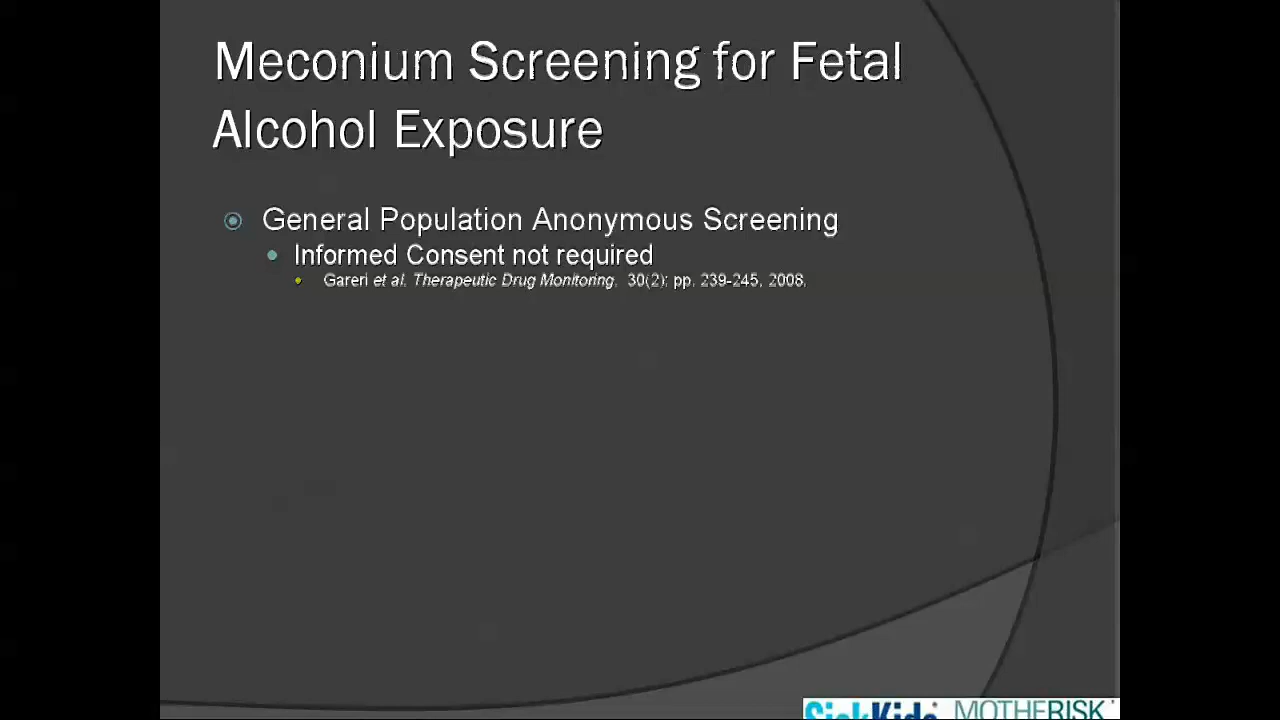 Meconium Screening for Fetal
Alcohol Exposure
General Population Anonymous Screening
Informed Consent not required
Gareri et al. Therapeutic Drug Monitoring. 30(2): pp. 239-245, 2008.
SickKids MOTHERISK